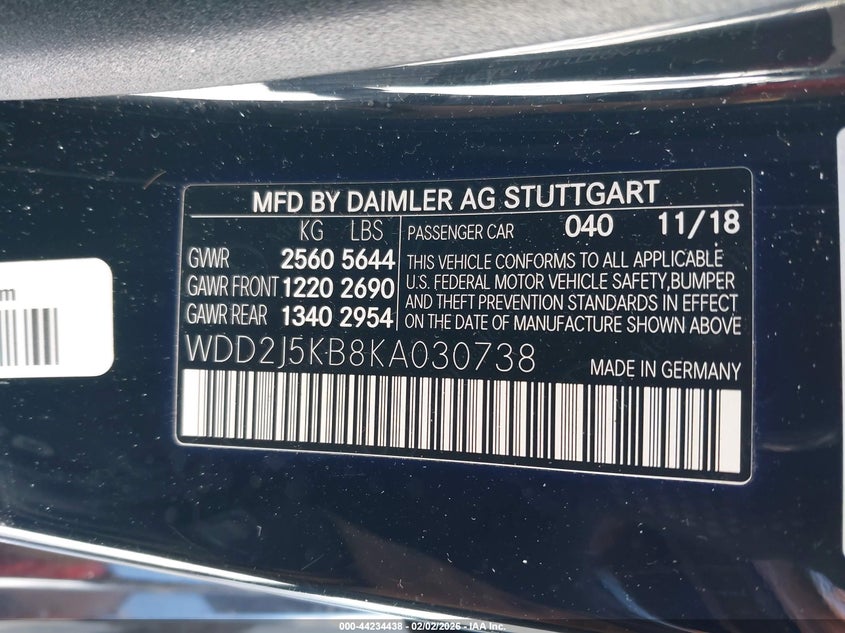 MFD BY DAIMLER AG STUTTGART
KG LBS
GVWR 2560 5644
GAWR FRONT 1220 2690
GAWR REAR 1340 2954
PASSENGER CAR 040 11/18
THIS VEHICLE CONFORMS TO ALL APPLICABLE
U.S. FEDERAL MOTOR VEHICLE SAFETY,BUMPER
AND THEFT PREVENTION STANDARDS IN EFFECT
ON THE DATE OF MANUFACTURE SHOWN ABOVE
WDD2J5KB8KA030738
MADE IN GERMANY
000-44234438 - 02/02/2026 - IAA Inc.